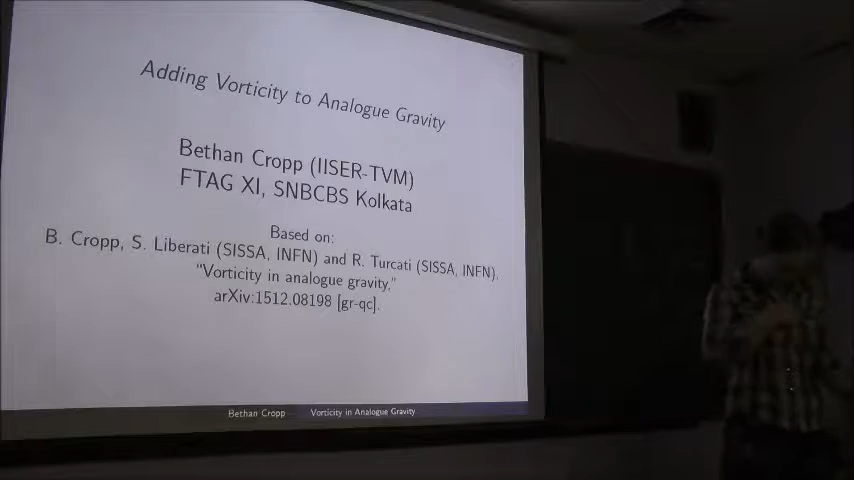 Adding Vorticity to Analogue Gravity
Bethan Cropp (IISER-TVM)
FTAG XI, SNBCBS Kolkata
Based on:
B. Cropp, S. Liberati (SISSA, INFN) and R. Turcati (SISSA, INFN).
"Vorticity in analogue gravity,"
arXiv:1512.08198 [gr-qc].
Bethan Cropp Vorticity in Analogue Gravity